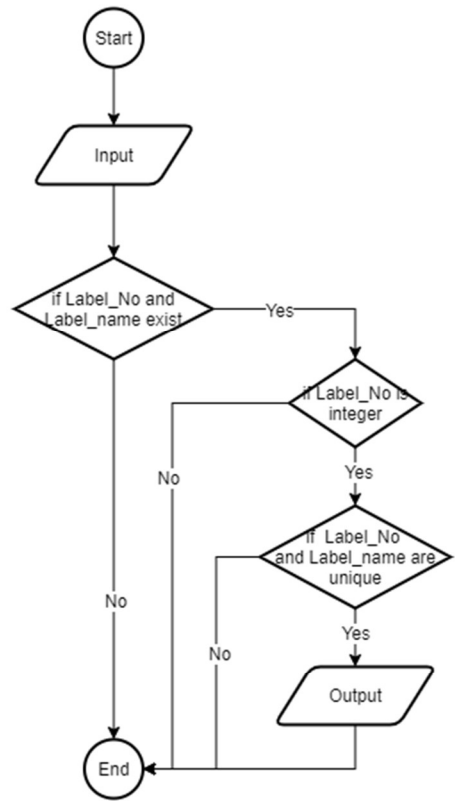 Start
Input
if Label_No and
Label_name exist
Yes
if Label_No is
integer
No
Yes
If Label_No
and Label_name are
unique
No
Yes
No
Output
End